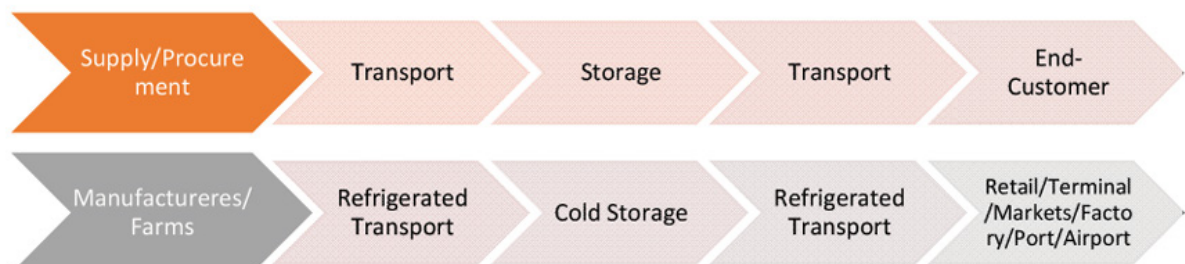 Supply/Procure
ment
Transport
Storage
Transport
End-
Customer
Manufactureres/
Farms
Refrigerated
Transport
Cold Storage
Refrigerated
Transport
Retail/Terminal
/Markets/Facto
ry/Port/Airport